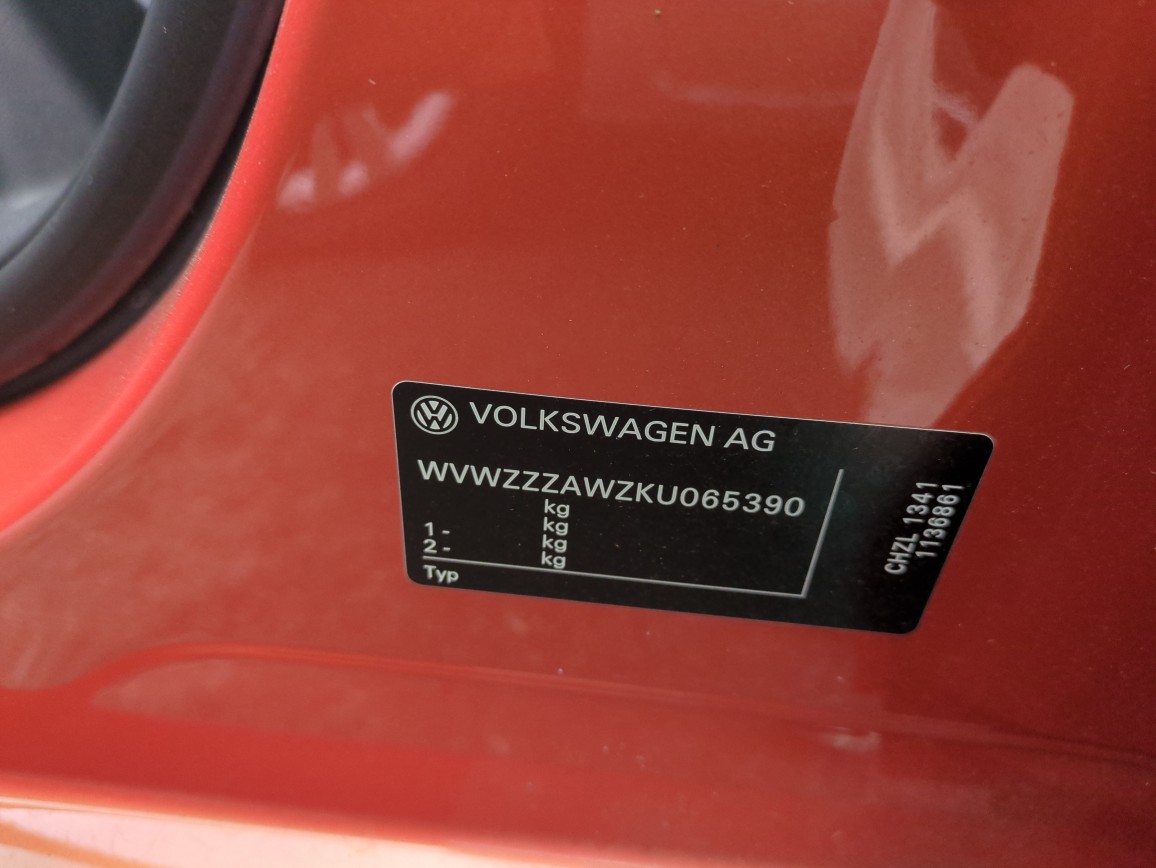 VOLKSWAGEN AG
WVWZZZAWZKU065390
kg
kg
1 - kg
2 - kg
Typ
CHZL 1341
1136861